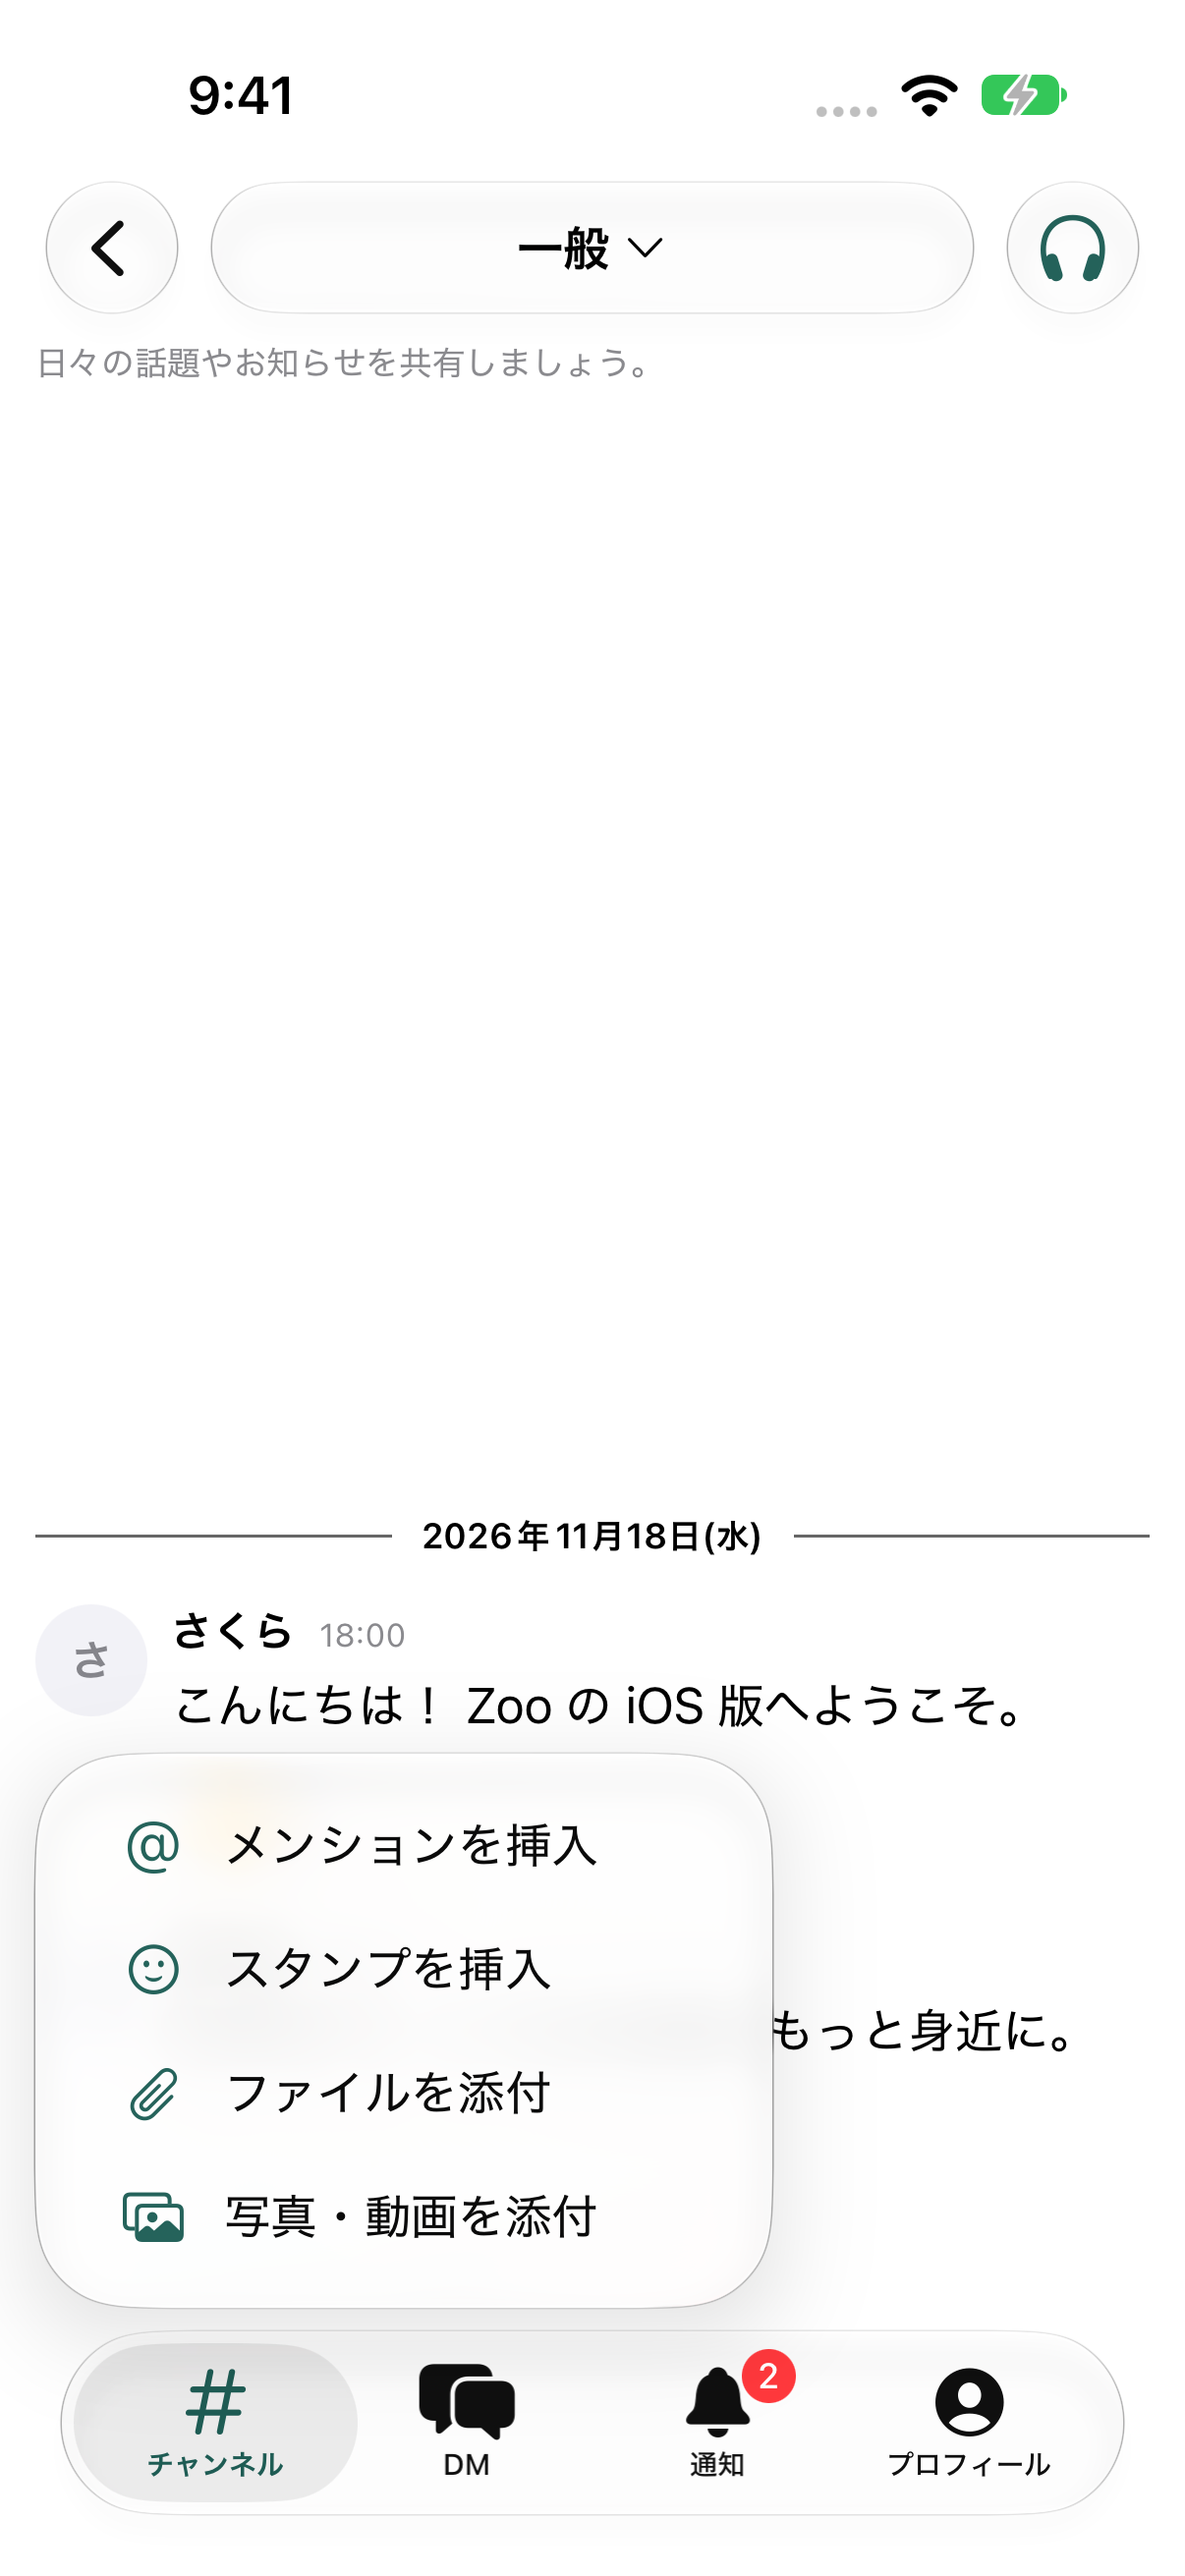 9:41
一般
日々の話題やお知らせを共有しましょう。
2026年11月18日(水)
さ
さくら 18:00
こんにちは！ Zoo の iOS 版へようこそ。
@ メンションを挿入
スタンプを挿入
もっと身近に。
ファイルを添付
写真・動画を添付
2
チャンネル DM 通知 プロフィール